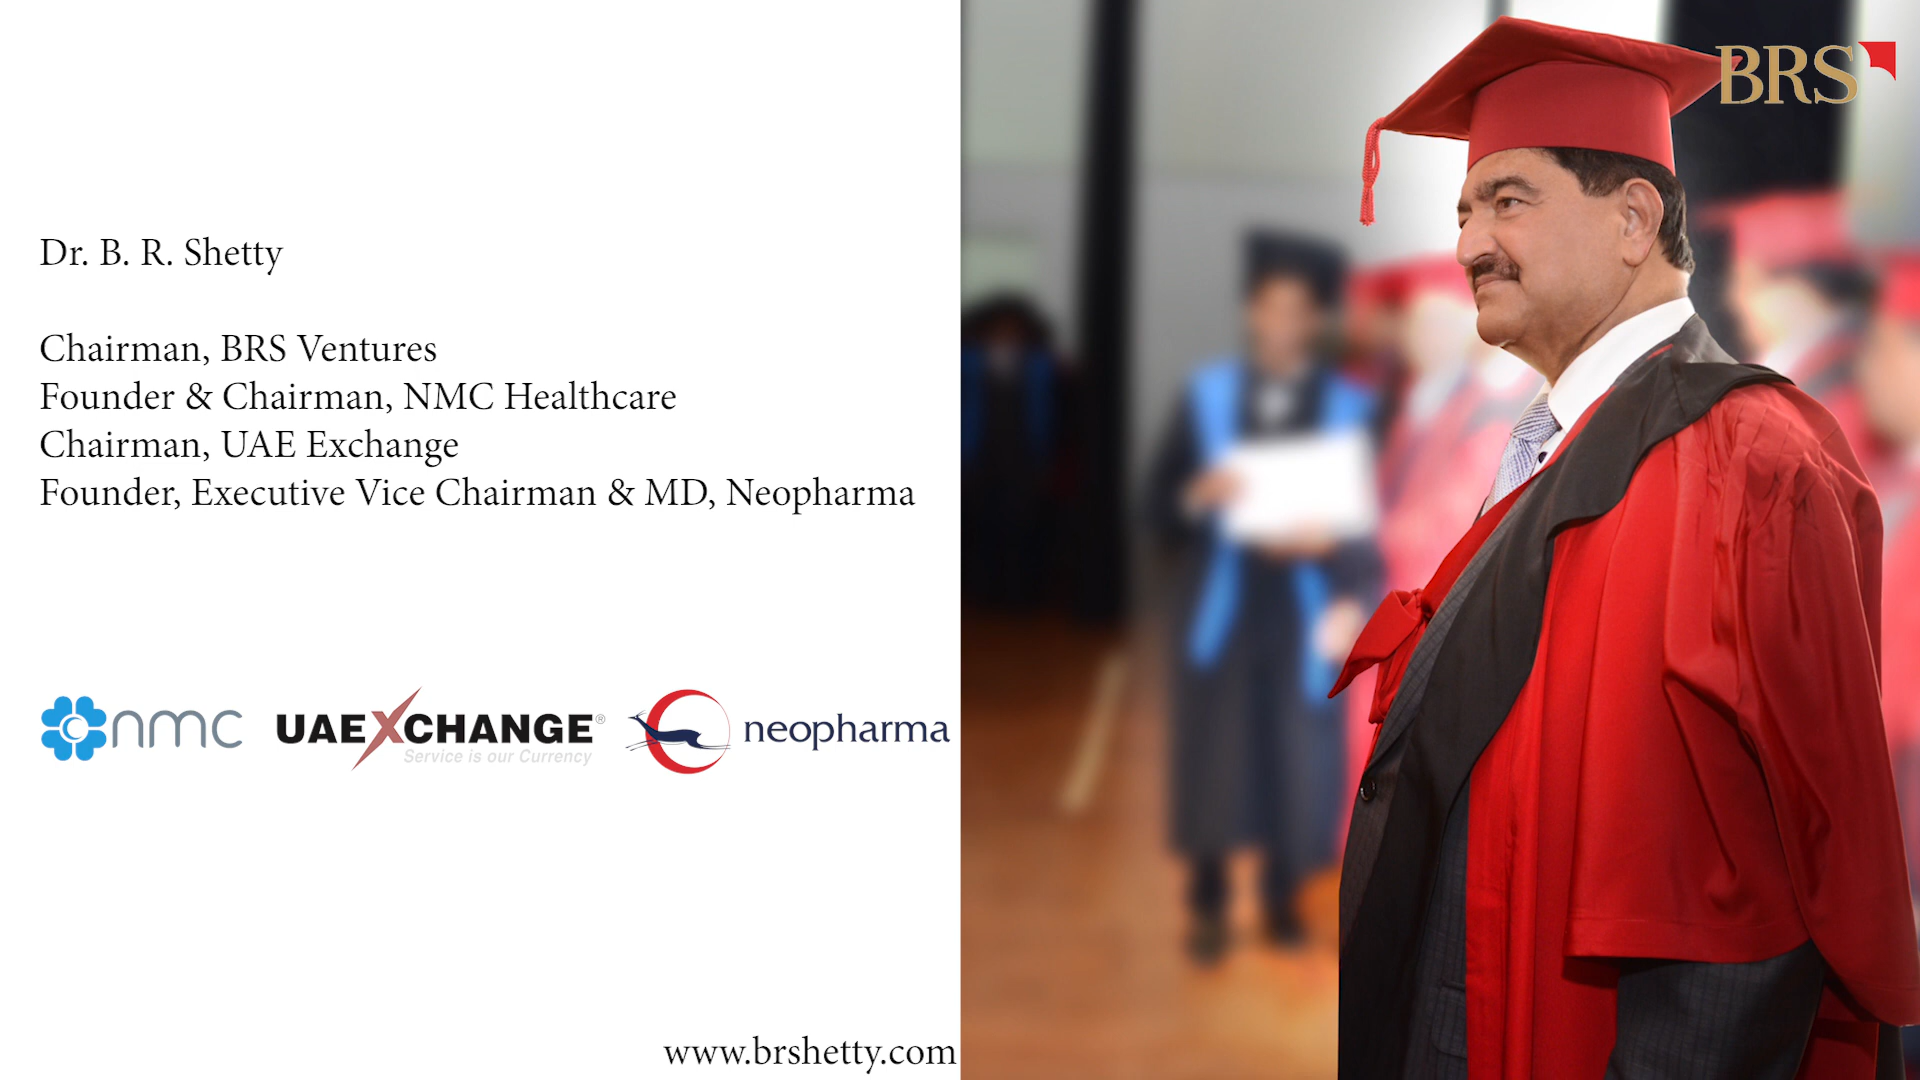 BRS
Dr. B. R. Shetty
Chairman, BRS Ventures
Founder & Chairman, NMC Healthcare
Chairman, UAE Exchange
Founder, Executive Vice Chairman & MD, Neopharma
nmc
UAEXCHANGE®
Service is our Currency
neopharma
www.brshetty.com